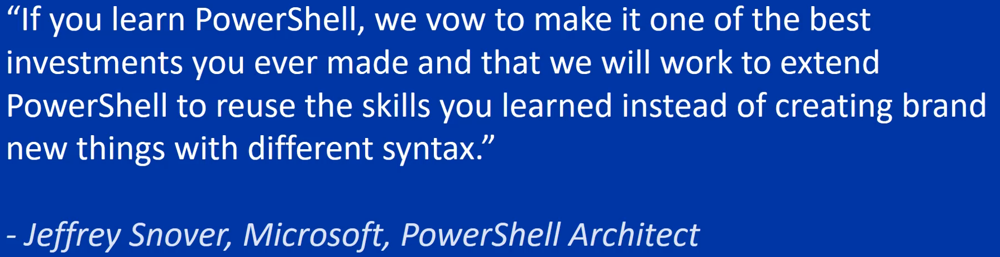 “If you learn PowerShell, we vow to make it one of the best
investments you ever made and that we will work to extend
PowerShell to reuse the skills you learned instead of creating brand
new things with different syntax.”
- Jeffrey Snover, Microsoft, PowerShell Architect